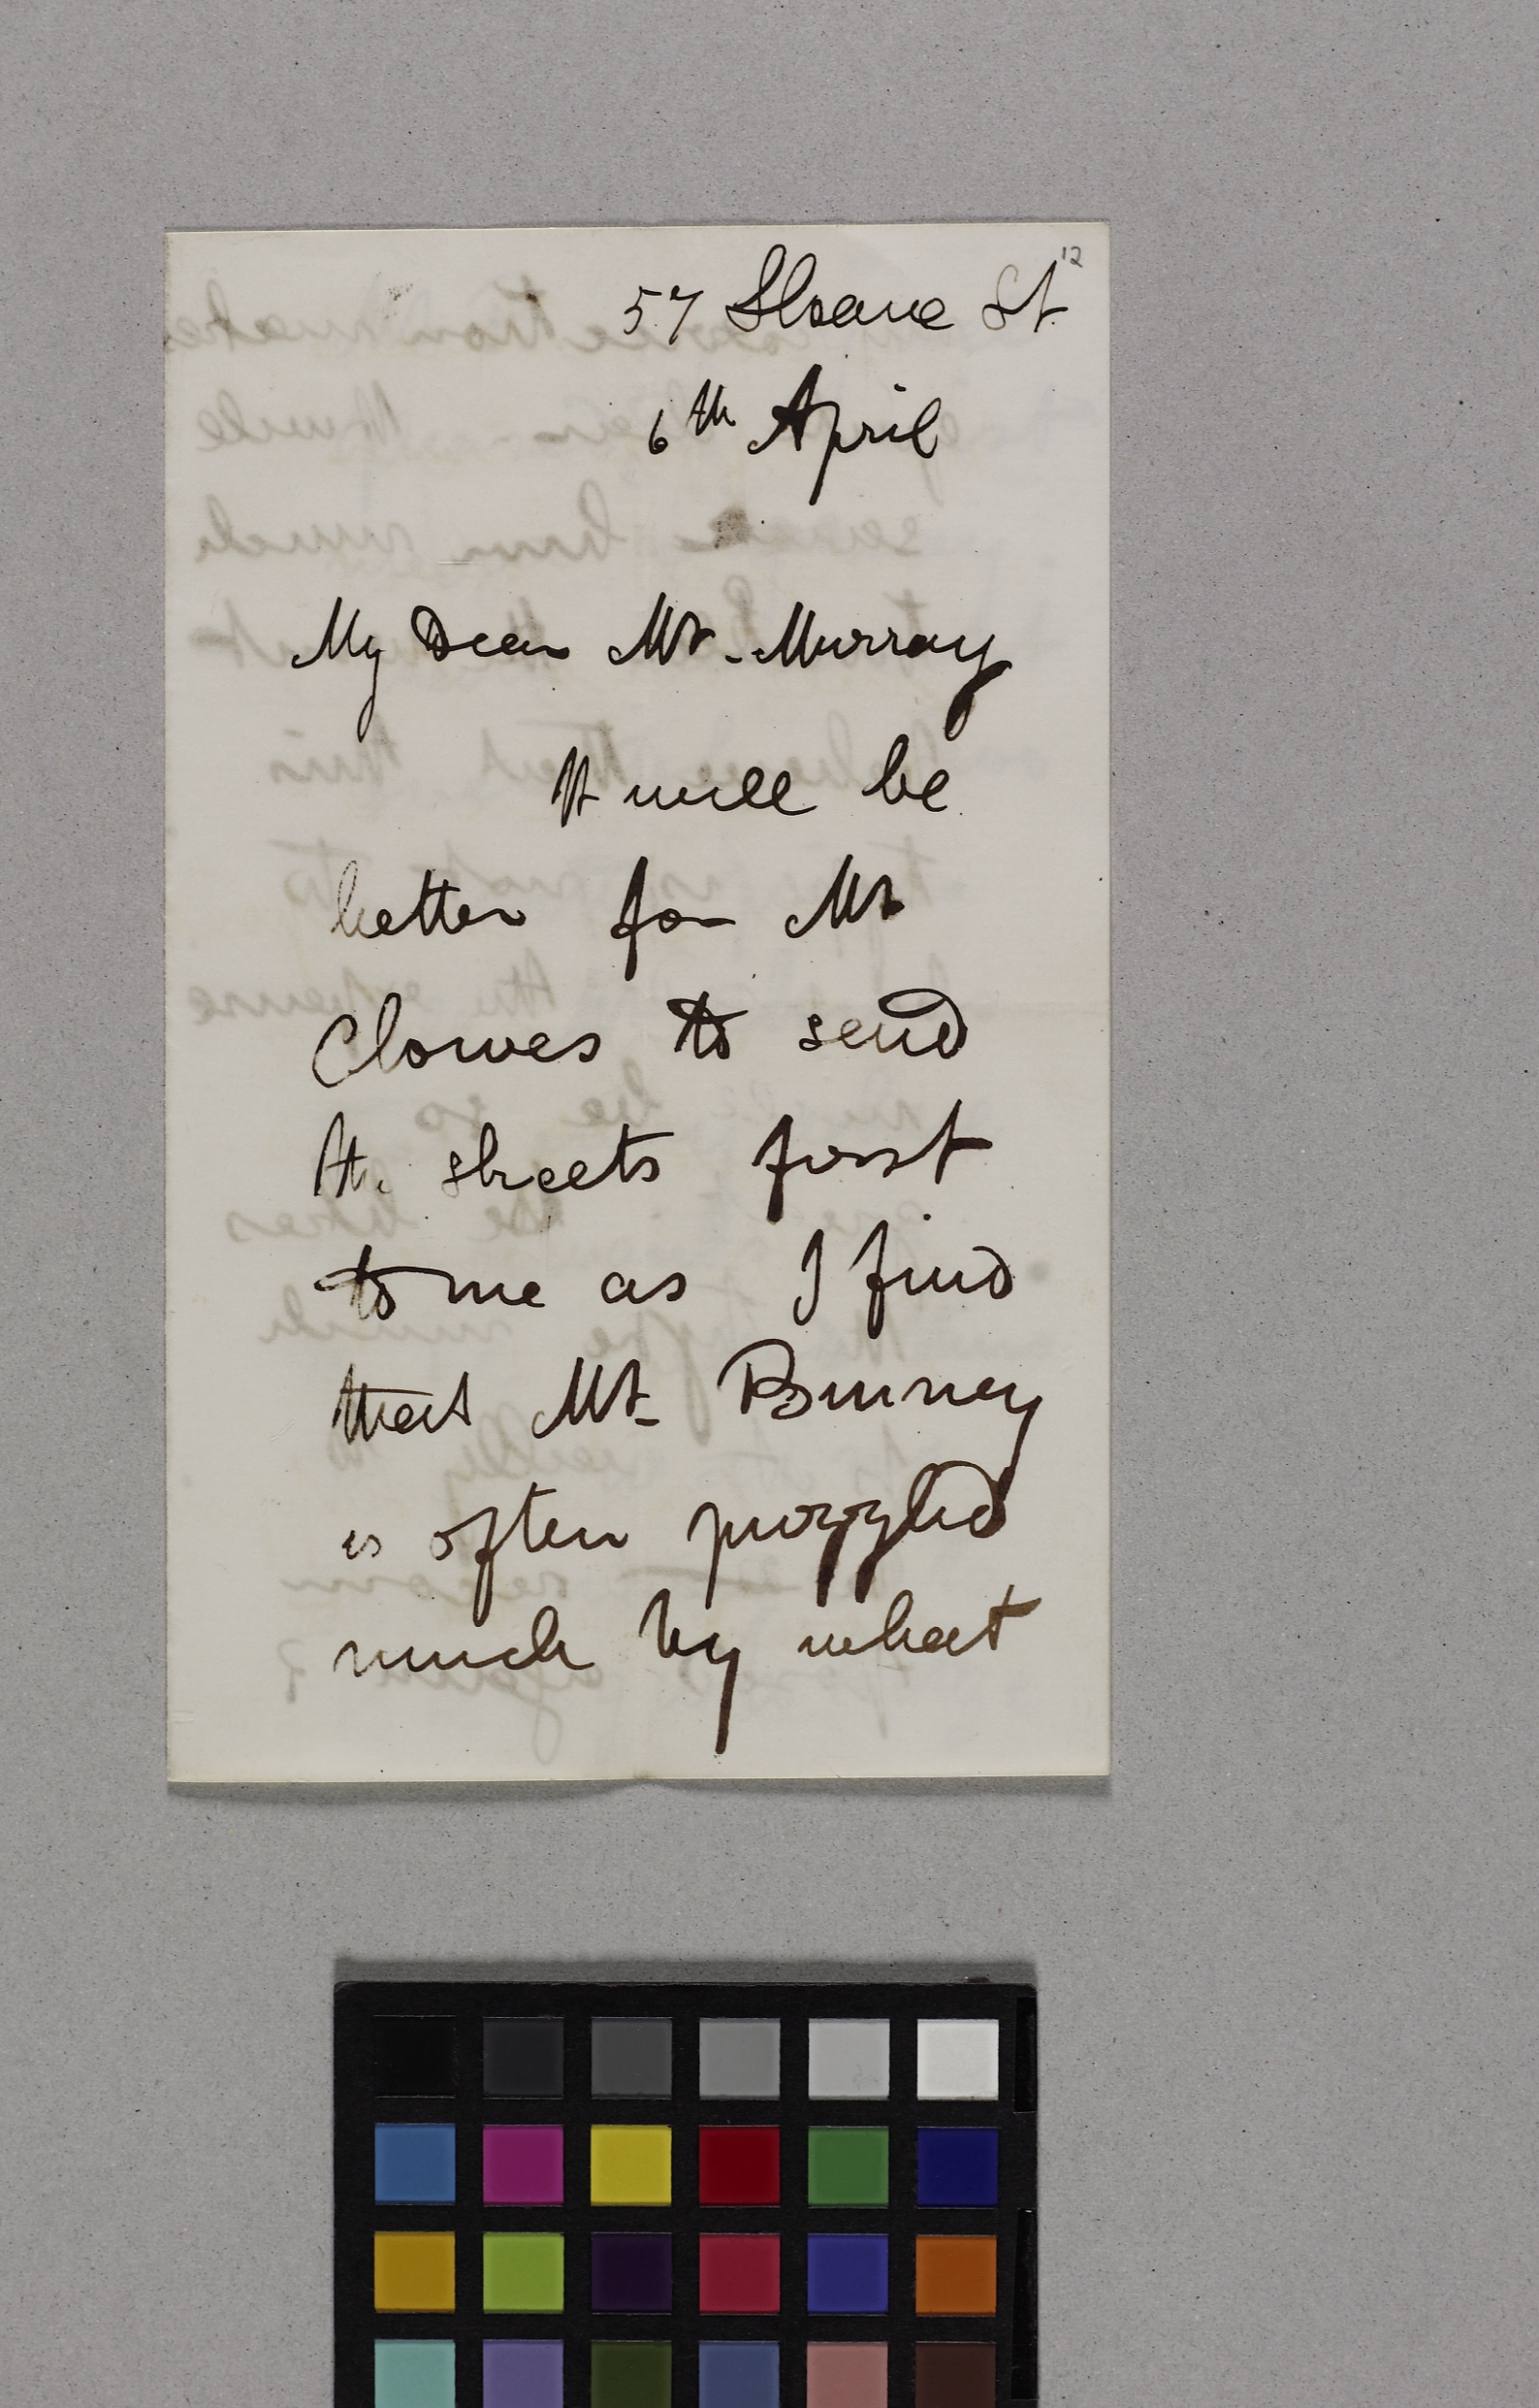 12
57 Sloane St.
6th April
My Dear Mr. Murray
It will be
better for Mr
Clowes to send
the sheets first
to me as I find
that Mr. Binney
is often puzzled
much by what